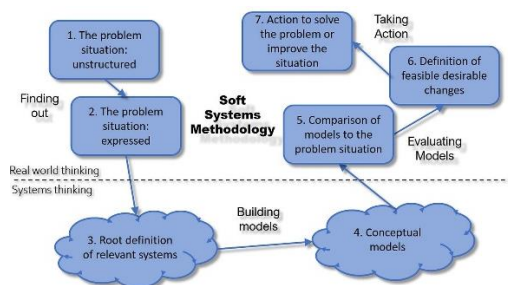 1. The problem
situation:
unstructured
Finding
out
2. The problem
situation:
expressed
Soft
Systems
Methodology
7. Action to solve
the problem or
improve the
situation
Taking
Action
6. Definition of
feasible desirable
changes
5. Comparison of
models to the
problem situation
Evaluating
Models
Real world thinking
Systems thinking
3. Root definition
of relevant systems
Building
models
4. Conceptual
models